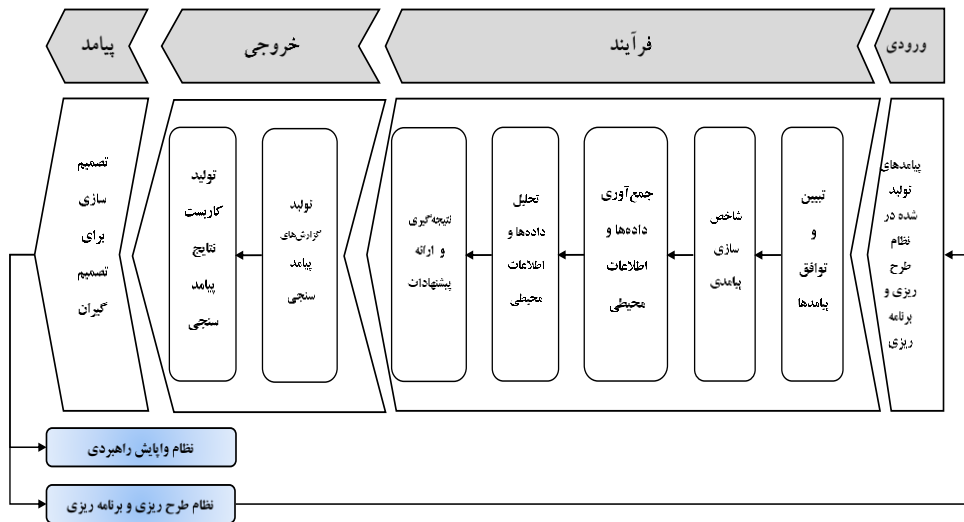 ورودی
فرآیند
خروجی
پیامد
پیامدهای
تولید
شده در
نظام
طرح
ریزی و
برنامه
ریزی
تبیین
و
توافق
پیامدها
شاخص
سازی
پیامدی
جمع‌آوری
داده‌ها و
اطلاعات
محیطی
تحلیل
داده‌ها و
اطلاعات
محیطی
نتیجه‌گیری
و ارائه
پیشنهادات
تولید
گزارش‌های
پیامد
سنجی
تولید
کاربست
نتایج
پیامد
سنجی
تصمیم
سازی
برای
تصمیم
گیران
نظام واپایش راهبردی
نظام طرح ریزی و برنامه ریزی